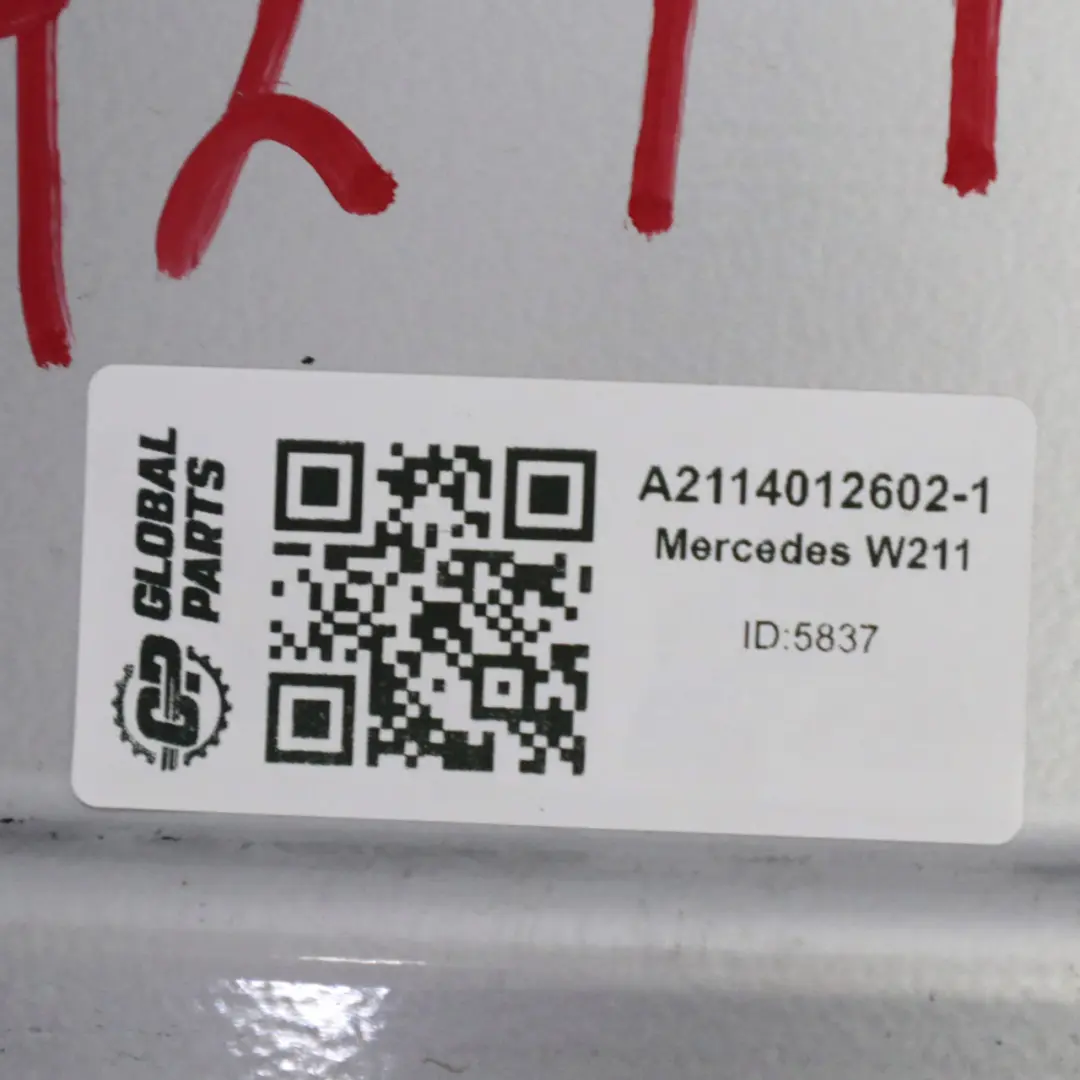 GLOBAL
PARTS
A2114012602-1
Mercedes W211
ID:5837